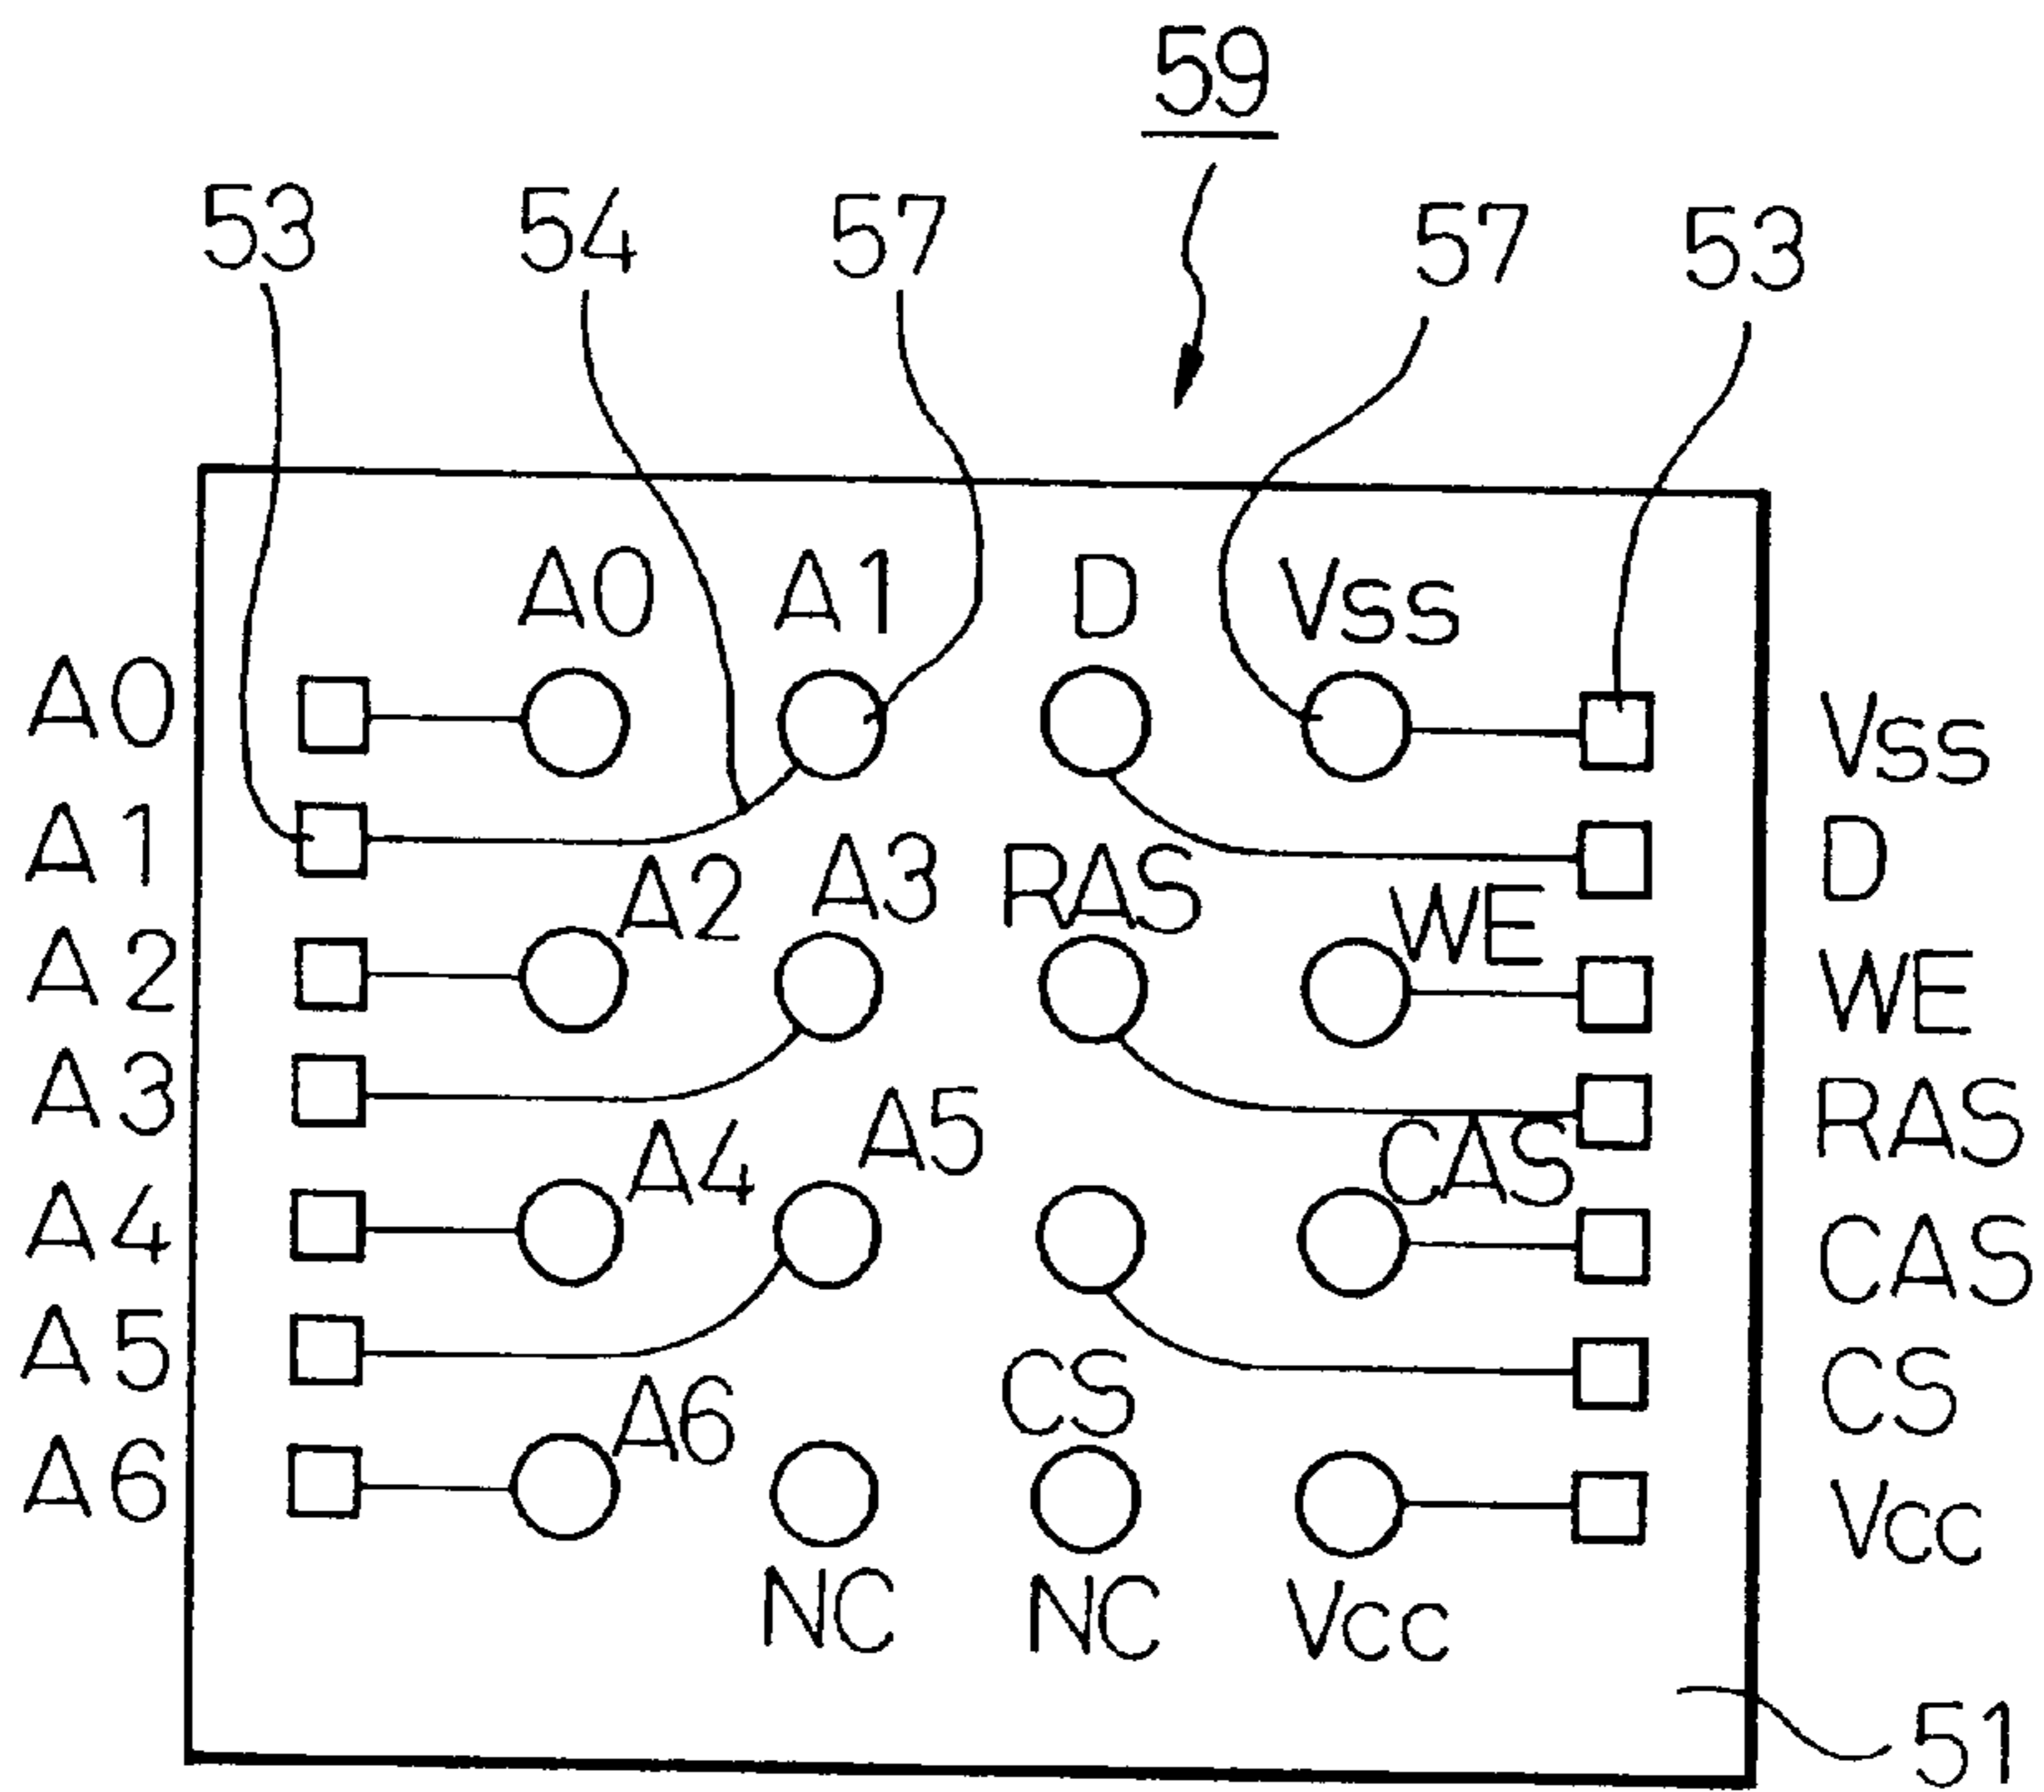 59
53 54 57 57 53
A0 A1 D Vss
A0 Vss
A1 D
A2 A3 RAS WE
A2 WE
A3 RAS
A4 A5 CAS
A4 CAS
A5 CS
A6 CS
A6 Vcc
NC NC Vcc
51